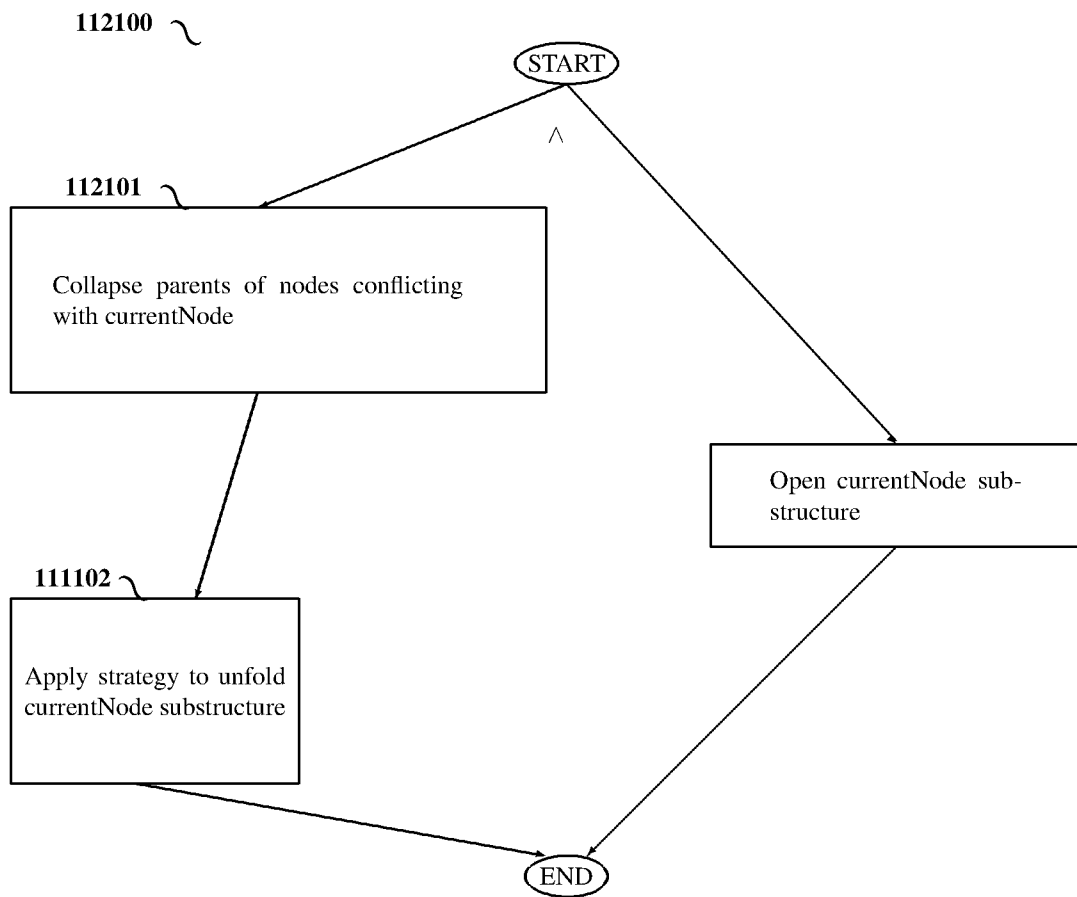 112100
START
^
112101
Collapse parents of nodes conflicting
with currentNode
Open currentNode sub-
structure
111102
Apply strategy to unfold
currentNode substructure
END